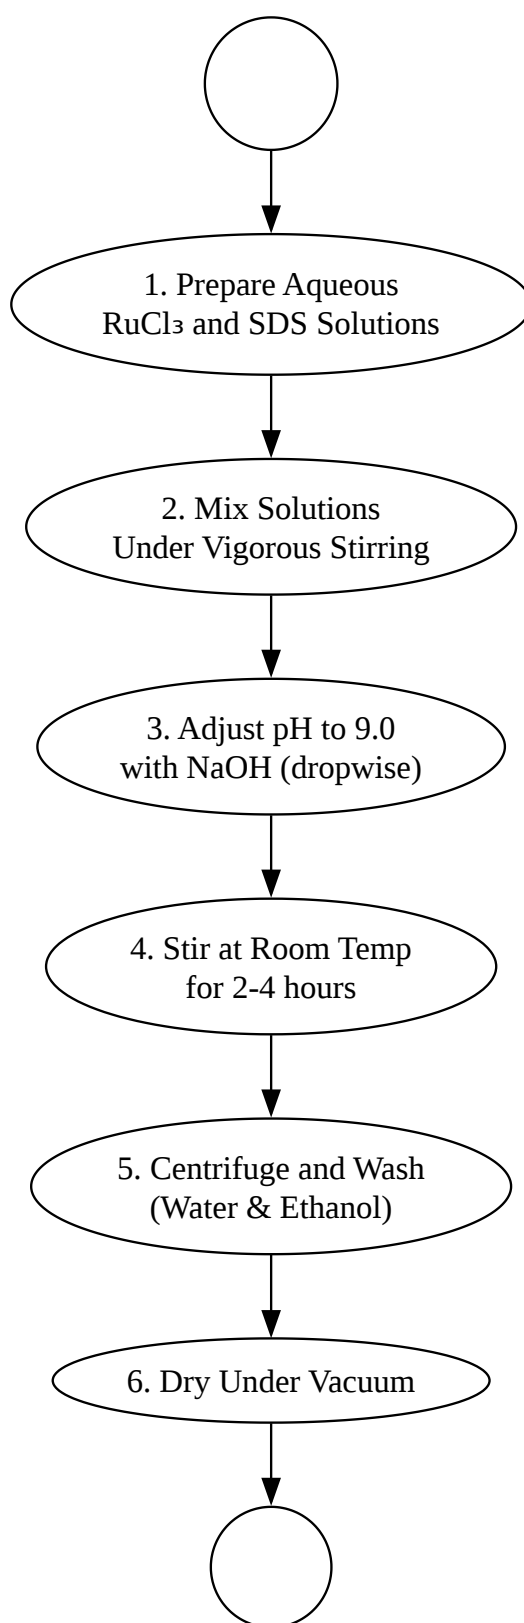 1. Prepare Aqueous
RuCl₃ and SDS Solutions
2. Mix Solutions
Under Vigorous Stirring
3. Adjust pH to 9.0
with NaOH (dropwise)
4. Stir at Room Temp
for 2-4 hours
5. Centrifuge and Wash
(Water & Ethanol)
6. Dry Under Vacuum